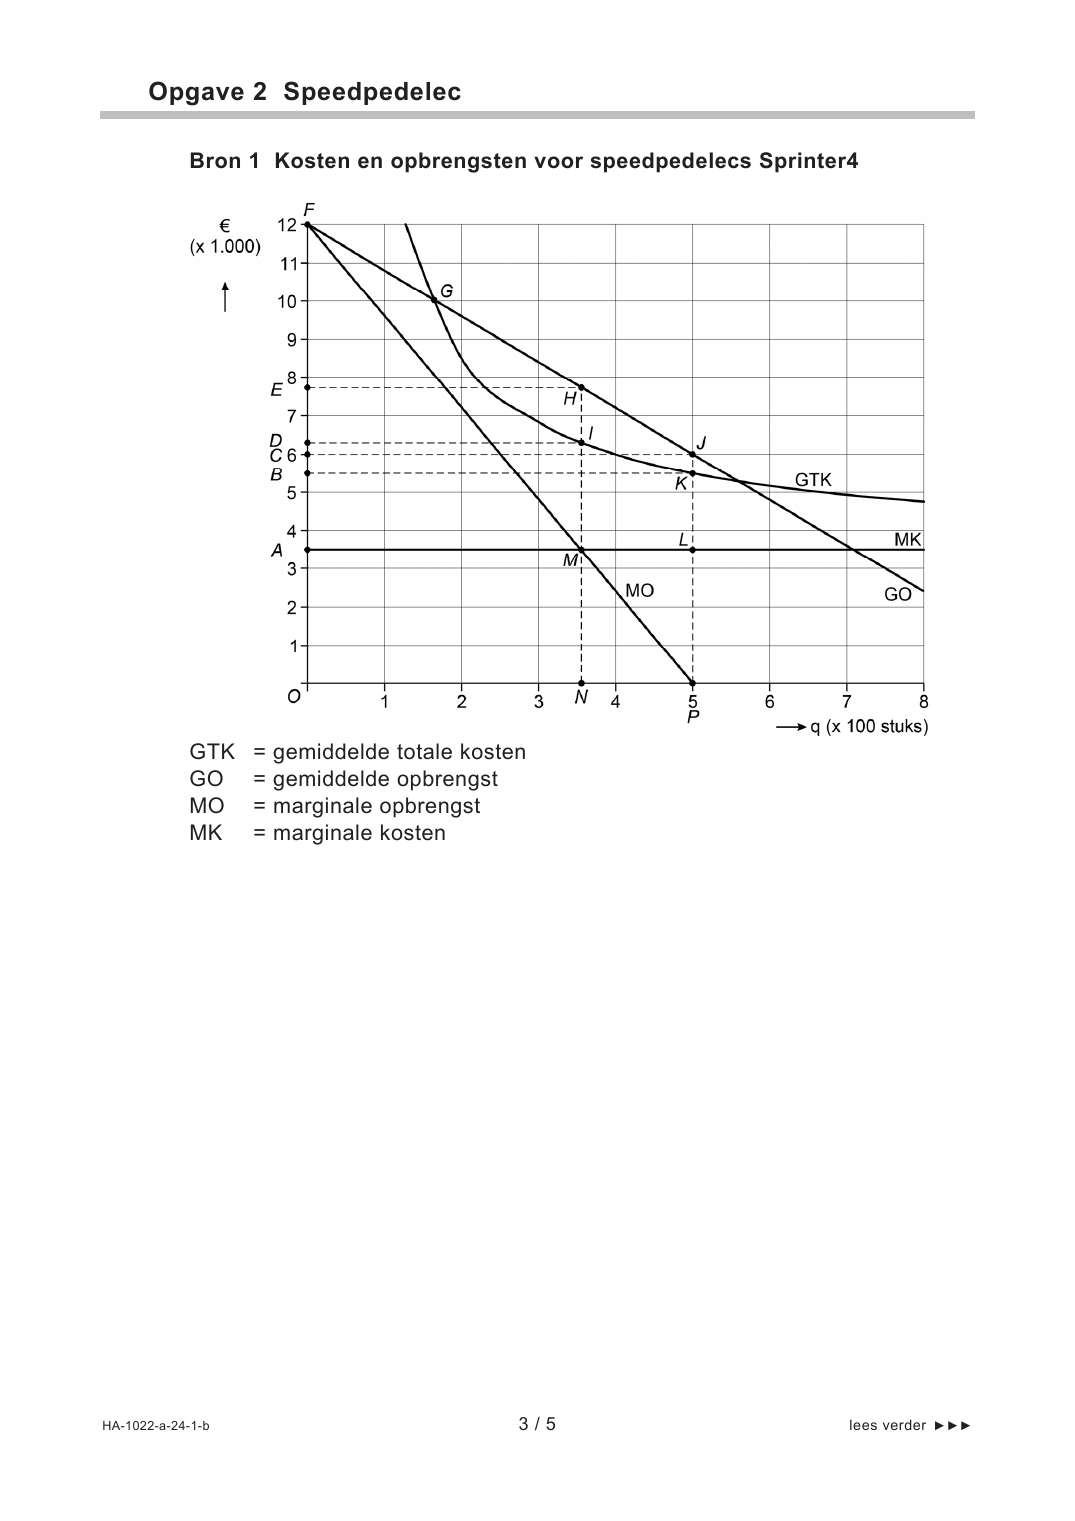 Opgave 2  Speedpedelec
Bron 1  Kosten en opbrengsten voor speedpedelecs Sprinter4
€
(x 1.000)
F
12
11
10
G
9
8
E
H
7
D
I
C 6
J
B
K
GTK
5
4
A
L
MK
M
3
MO
GO
2
1
O
1 2 3 N 4 5 6 7 8
P
q (x 100 stuks)
GTK = gemiddelde totale kosten
GO = gemiddelde opbrengst
MO = marginale opbrengst
MK = marginale kosten
HA-1022-a-24-1-b 3 / 5 lees verder ►►►